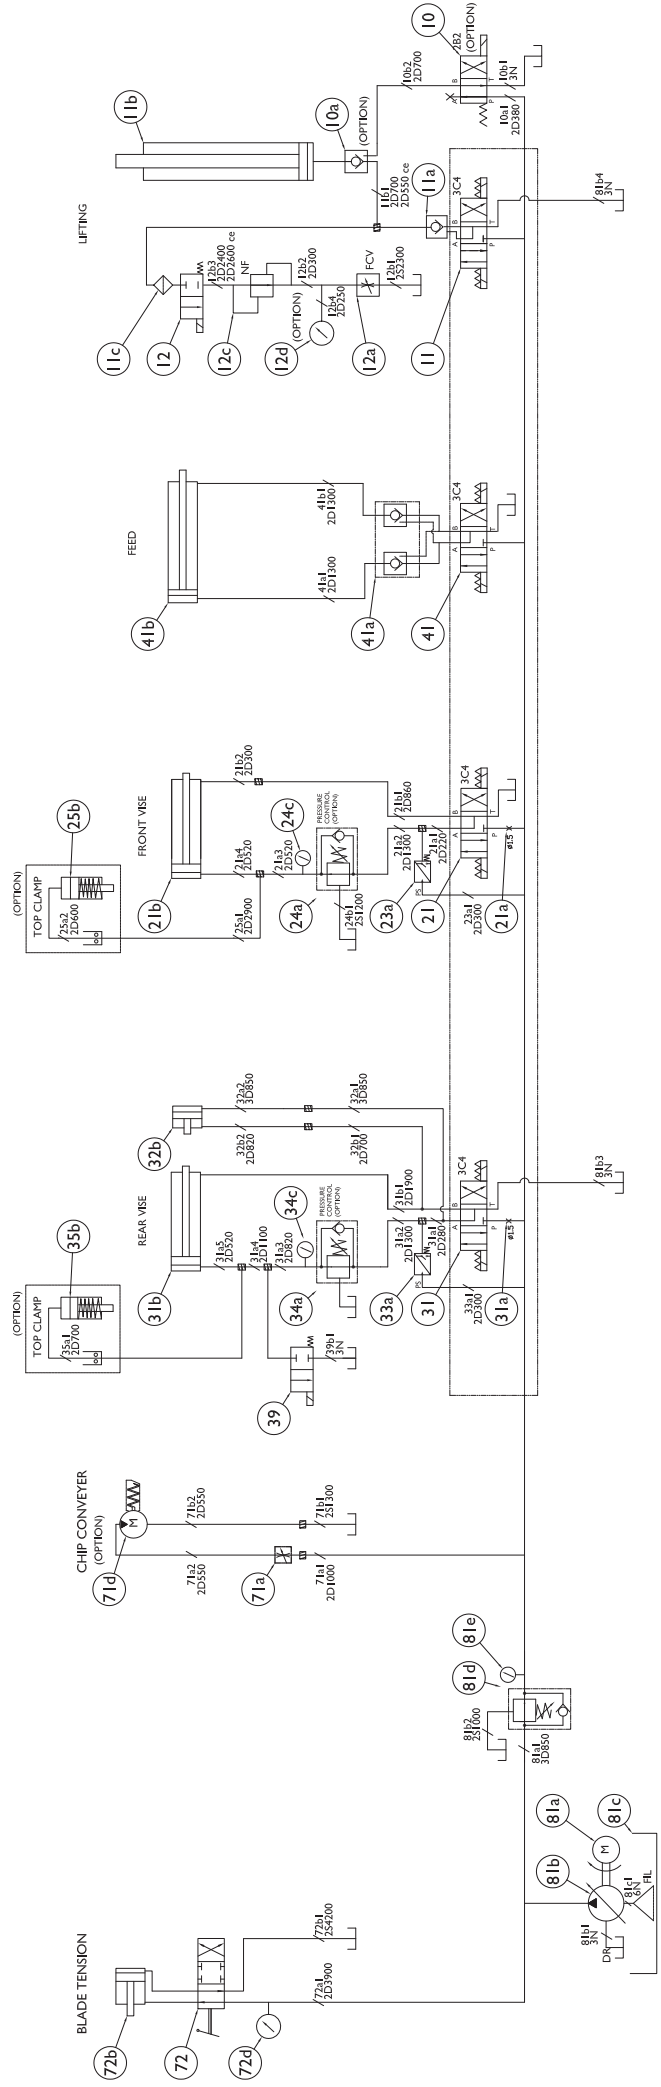 BLADE TENSION
72b
72
72d
72a1
2D3900
72b1
2S4200
81b
81a
81c
M
81b1
3N
DR
81c1
6N
FIL
81e
81d
81b2
2S1000
81a1
3D850
CHIP CONVEYER
(OPTION)
71d
M
71a2
2D550
71b2
2D550
71a
71a1
2D1000
71b1
2S1300
(OPTION)
TOP CLAMP
35b
35a1
2D700
REAR VISE
31b
32b
31a5
2D520
31a4
2D1100
31a3
2D820
32b2
2D820
32a2
3D850
32b1
2D700
32a1
3D850
39
39b1
3N
34c
34a
PRESSURE
CONTROL
(OPTION)
31a2
2D1300
31b1
2D1900
31a1
2D280
33a
PS
33a1
2D300
31
3C4
A
B
P
T
31a
ø1.5
81b3
3N
(OPTION)
TOP CLAMP
25b
25a2
2D600
25a1
2D2900
FRONT VISE
21b
21a4
2D520
21b2
2D300
24c
21a3
2D520
24a
PRESSURE
CONTROL
(OPTION)
24b1
2S1200
21a2
2D1300
21b1
2D860
21a1
2D220
23a
PS
23a1
2D300
21
3C4
A
B
P
T
21a
ø1.5
FEED
41b
41a1
2D1300
41b1
2D1300
41a
41
3C4
A
B
P
T
LIFTING
11b
11c
12
12b3
2D2400
2D2600 ce
12c
NF
12b2
2D300
12b4
2D250
(OPTION)
12d
FCV
12a
12b1
2S2300
10a
(OPTION)
11b1
2D700
2D550 ce
11a
11
3C4
A
B
P
T
81b4
3N
10
2B2
(OPTION)
10b2
2D700
A
B
P
T
10b1
3N
10a1
2D380